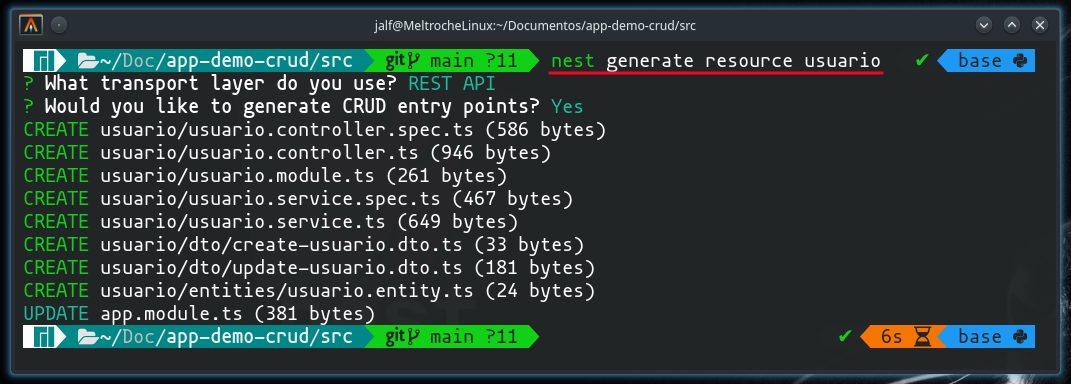 jalf@MeltrocheLinux:~/Documentos/app-demo-crud/src
~/Doc/app-demo-crud/src git main ?11 nest generate resource usuario ✔ base
? What transport layer do you use? REST API
? Would you like to generate CRUD entry points? Yes
CREATE usuario/usuario.controller.spec.ts (586 bytes)
CREATE usuario/usuario.controller.ts (946 bytes)
CREATE usuario/usuario.module.ts (261 bytes)
CREATE usuario/usuario.service.spec.ts (467 bytes)
CREATE usuario/usuario.service.ts (649 bytes)
CREATE usuario/dto/create-usuario.dto.ts (33 bytes)
CREATE usuario/dto/update-usuario.dto.ts (181 bytes)
CREATE usuario/entities/usuario.entity.ts (24 bytes)
UPDATE app.module.ts (381 bytes)
~/Doc/app-demo-crud/src git main ?11 ✔ 6s base